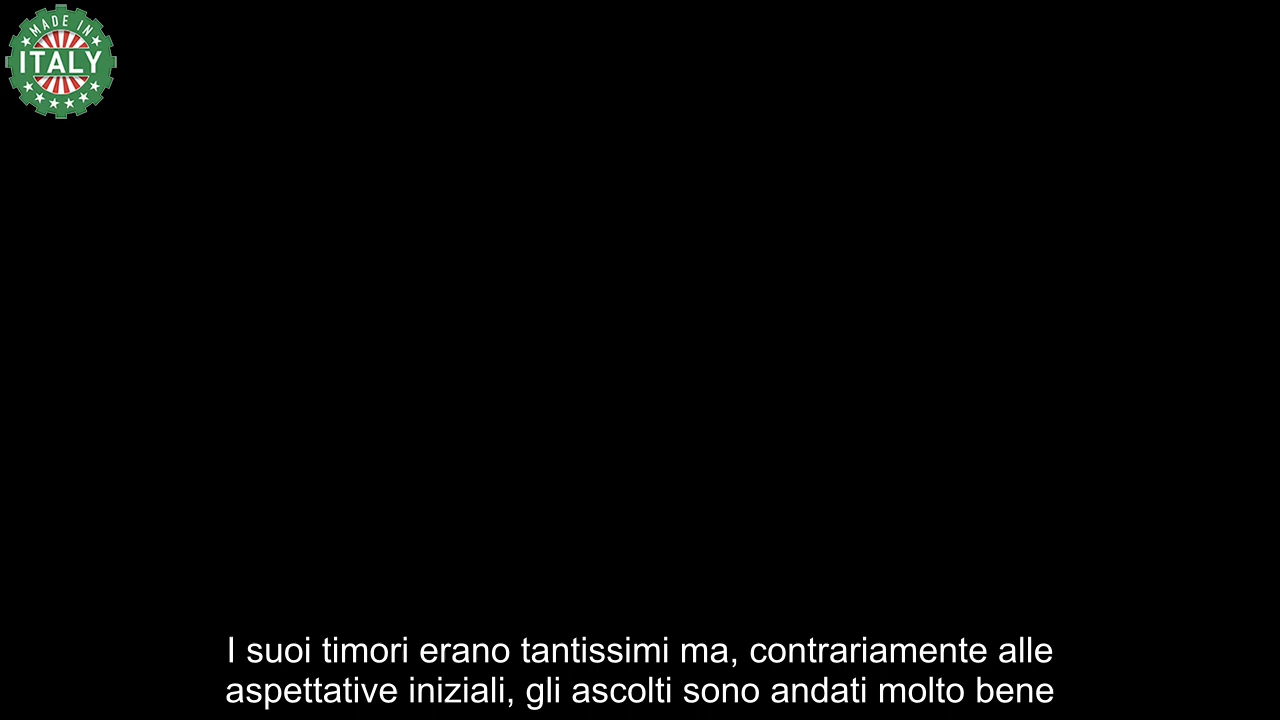 MADE IN
ITALY
I suoi timori erano tantissimi ma, contrariamente alle
aspettative iniziali, gli ascolti sono andati molto bene